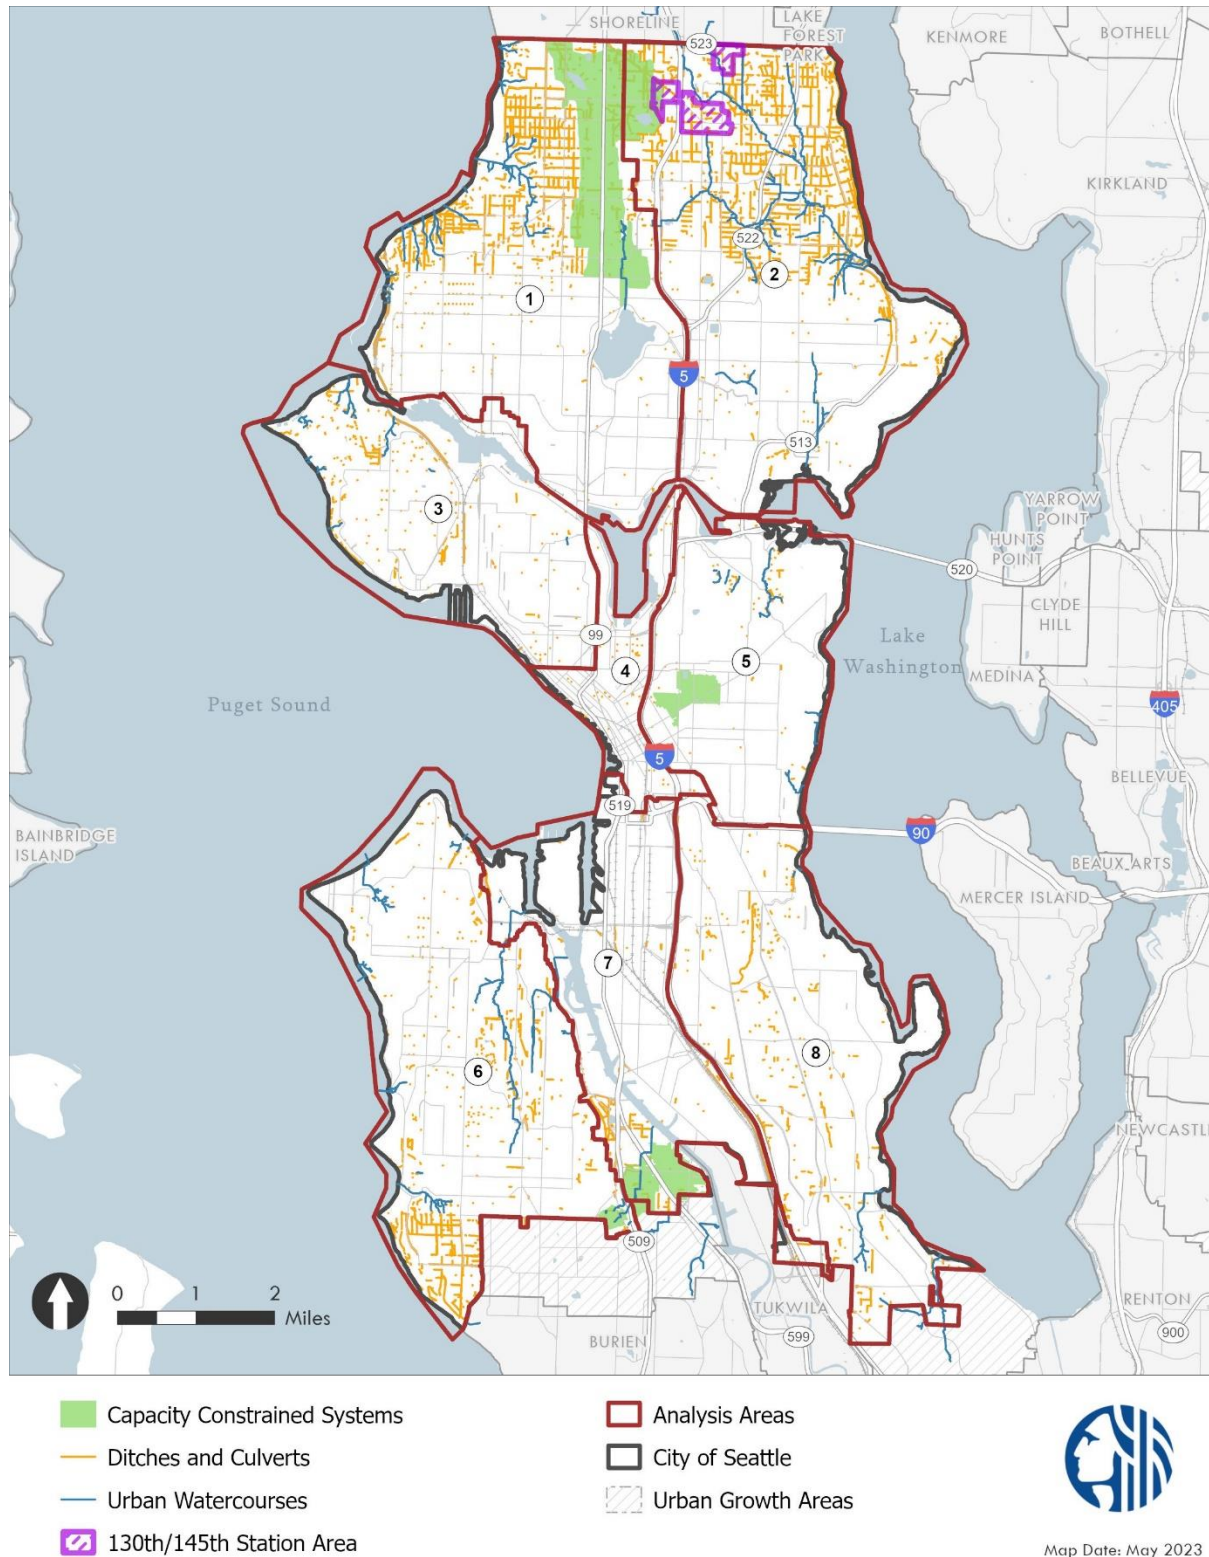 SHORELINE
LAKE
FOREST
PARK
KENMORE
BOTHELL
523
KIRKLAND
522
2
1
5
513
3
YARROW
POINT
HUNTS
POINT
520
CLYDE
HILL
99
Lake
Washington
5
4
MEDINA
Puget Sound
405
5
BELLEVUE
519
BAINBRIDGE
ISLAND
90
BEAUX ARTS
MERCER ISLAND
7
8
6
NEWCASTLE
509
0 1 2
Miles
TUKWILA
RENTON
BURIEN
599
900
Capacity Constrained Systems
Ditches and Culverts
Urban Watercourses
130th/145th Station Area
Analysis Areas
City of Seattle
Urban Growth Areas
Map Date: May 2023